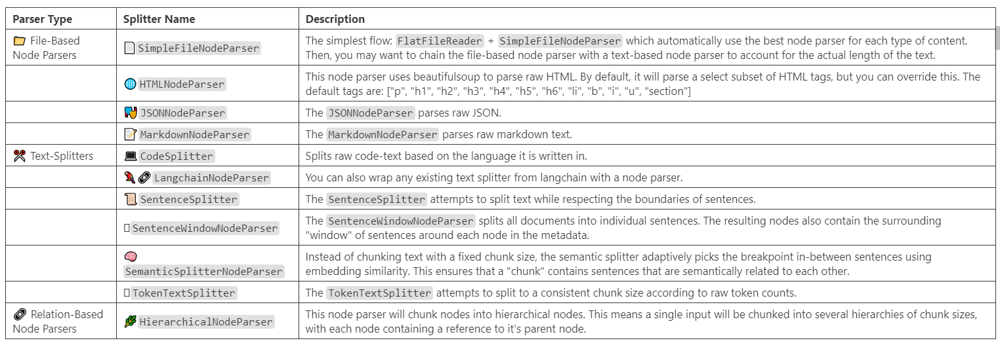 Parser Type Splitter Name Description
📁 File-Based Node Parsers
📄 SimpleFileNodeParser
The simplest flow: FlatFileReader + SimpleFileNodeParser which automatically use the best node parser for each type of content.
Then, you may want to chain the file-based node parser with a text-based node parser to account for the actual length of the text.
🌐 HTMLNodeParser
This node parser uses beautifulsoup to parse raw HTML. By default, it will parse a select subset of HTML tags, but you can override this. The
default tags are: ["p", "h1", "h2", "h3", "h4", "h5", "h6", "li", "b", "i", "u", "section"]
JSONNodeParser
The JSONNodeParser parses raw JSON.
📝 MarkdownNodeParser
The MarkdownNodeParser parses raw markdown text.
✂ Text-Splitters
💻 CodeSplitter
Splits raw code-text based on the language it is written in.
🦜🔗 LangchainNodeParser
You can also wrap any existing text splitter from langchain with a node parser.
📜 SentenceSplitter
The SentenceSplitter attempts to split text while respecting the boundaries of sentences.
SentenceWindowNodeParser
The SentenceWindowNodeParser splits all documents into individual sentences. The resulting nodes also contain the surrounding
"window" of sentences around each node in the metadata.
🧠
SemanticSplitterNodeParser
Instead of chunking text with a fixed chunk size, the semantic splitter adaptively picks the breakpoint in-between sentences using
embedding similarity. This ensures that a "chunk" contains sentences that are semantically related to each other.
TokenTextSplitter
The TokenTextSplitter attempts to split to a consistent chunk size according to raw token counts.
🔗 Relation-Based
Node Parsers
🌿 HierarchicalNodeParser
This node parser will chunk nodes into hierarchical nodes. This means a single input will be chunked into several hierarchies of chunk sizes,
with each node containing a reference to it's parent node.